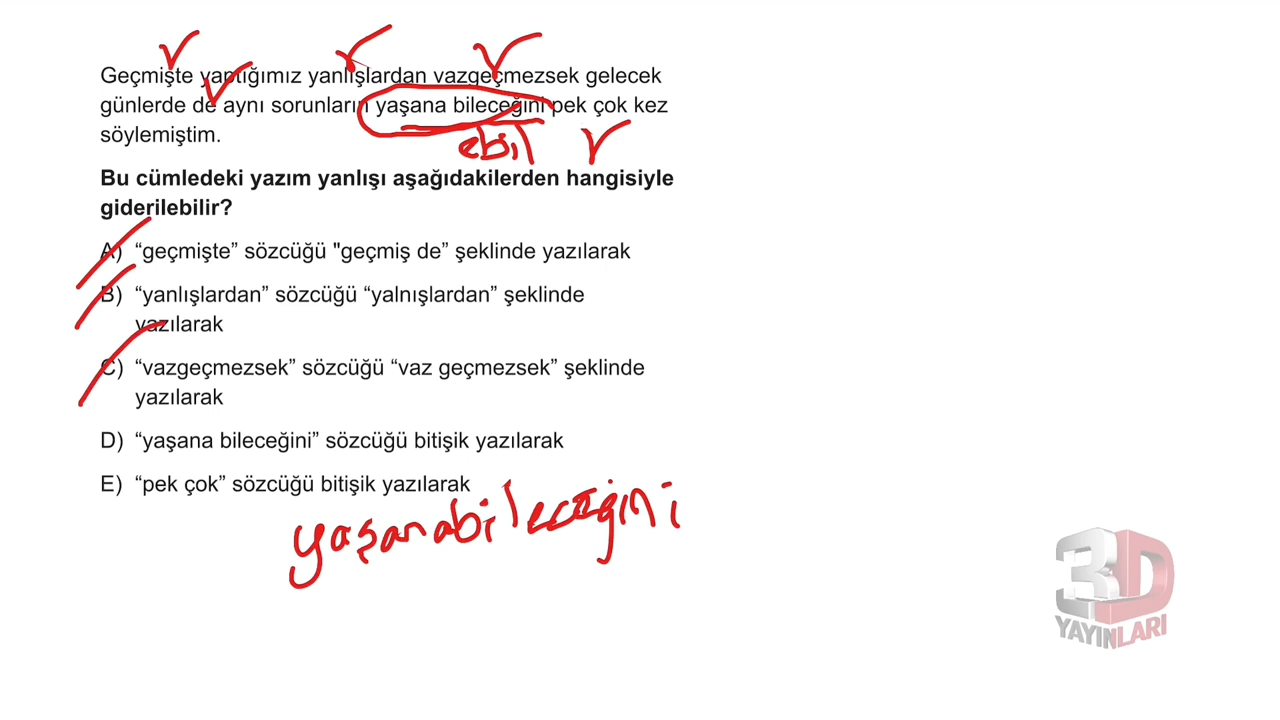 Geçmişte yaptığımız yanlışlardan vazgeçmezsek gelecek
günlerde de aynı sorunların yaşana bileceğini pek çok kez
ebil
söylemiştim.
Bu cümledeki yazım yanlışı aşağıdakilerden hangisiyle
giderilebilir?
A) “geçmişte” sözcüğü "geçmiş de” şeklinde yazılarak
B) “yanlışlardan” sözcüğü “yalnışlardan” şeklinde
yazılarak
C) “vazgeçmezsek” sözcüğü “vaz geçmezsek” şeklinde
yazılarak
D) “yaşana bileceğini” sözcüğü bitişik yazılarak
E) “pek çok” sözcüğü bitişik yazılarak
yaşanabileceğini
3D
YAYINLARI